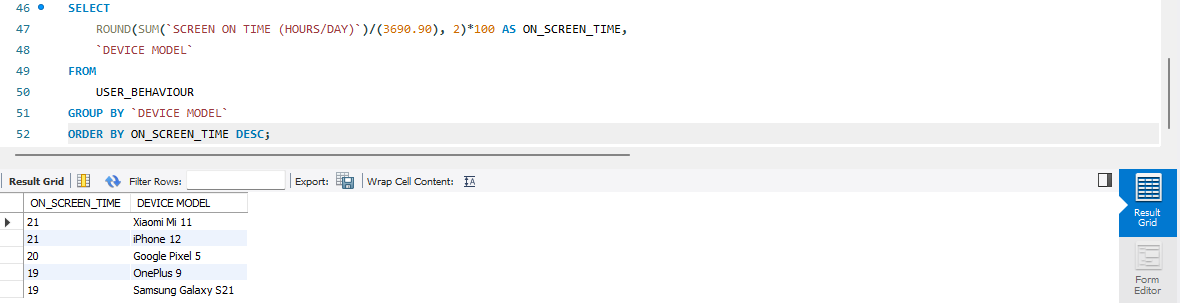 46 SELECT
47 ROUND(SUM(`SCREEN ON TIME (HOURS/DAY)`)/(3690.90), 2)*100 AS ON_SCREEN_TIME,
48 `DEVICE MODEL`
49 FROM
50 USER_BEHAVIOUR
51 GROUP BY `DEVICE MODEL`
52 ORDER BY ON_SCREEN_TIME DESC;
Result Grid Filter Rows: Export: Wrap Cell Content: IA
ON_SCREEN_TIME DEVICE MODEL
21 Xiaomi Mi 11
21 iPhone 12
20 Google Pixel 5
19 OnePlus 9
19 Samsung Galaxy S21
Result
Grid
Form
Editor